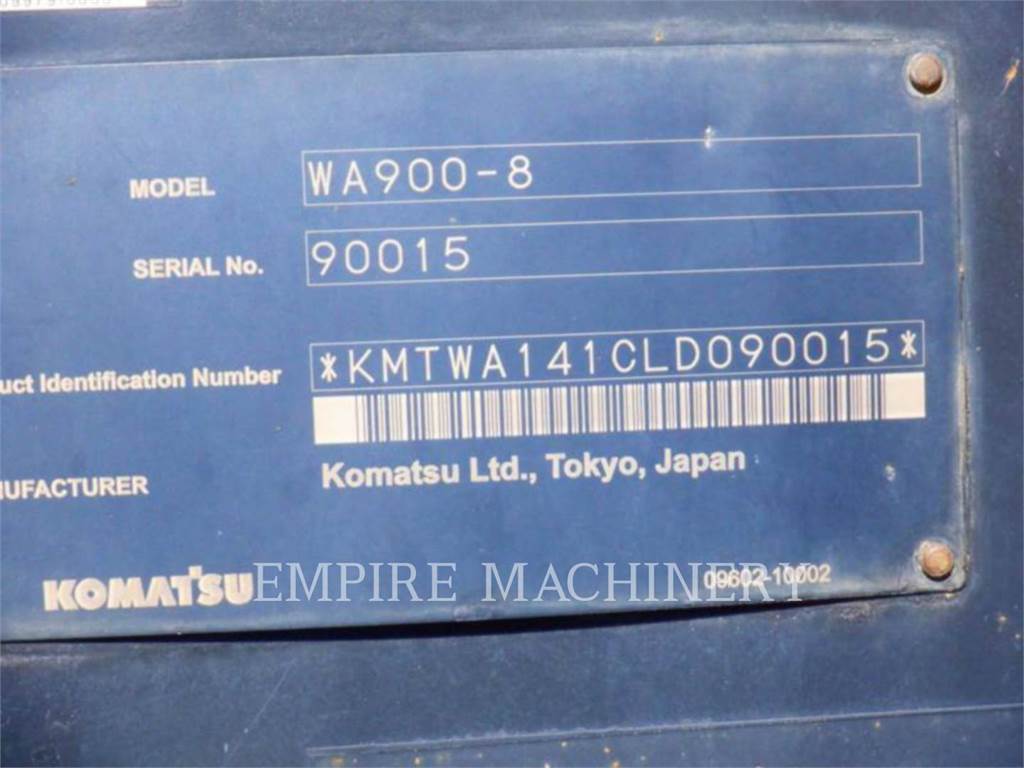 MODEL WA900-8
SERIAL No. 90015
uct Identification Number *KMTWA141CLD090015*
NUFACTURER Komatsu Ltd., Tokyo, Japan
KOMATSU EMPIRE MACHINERY 09602-10002